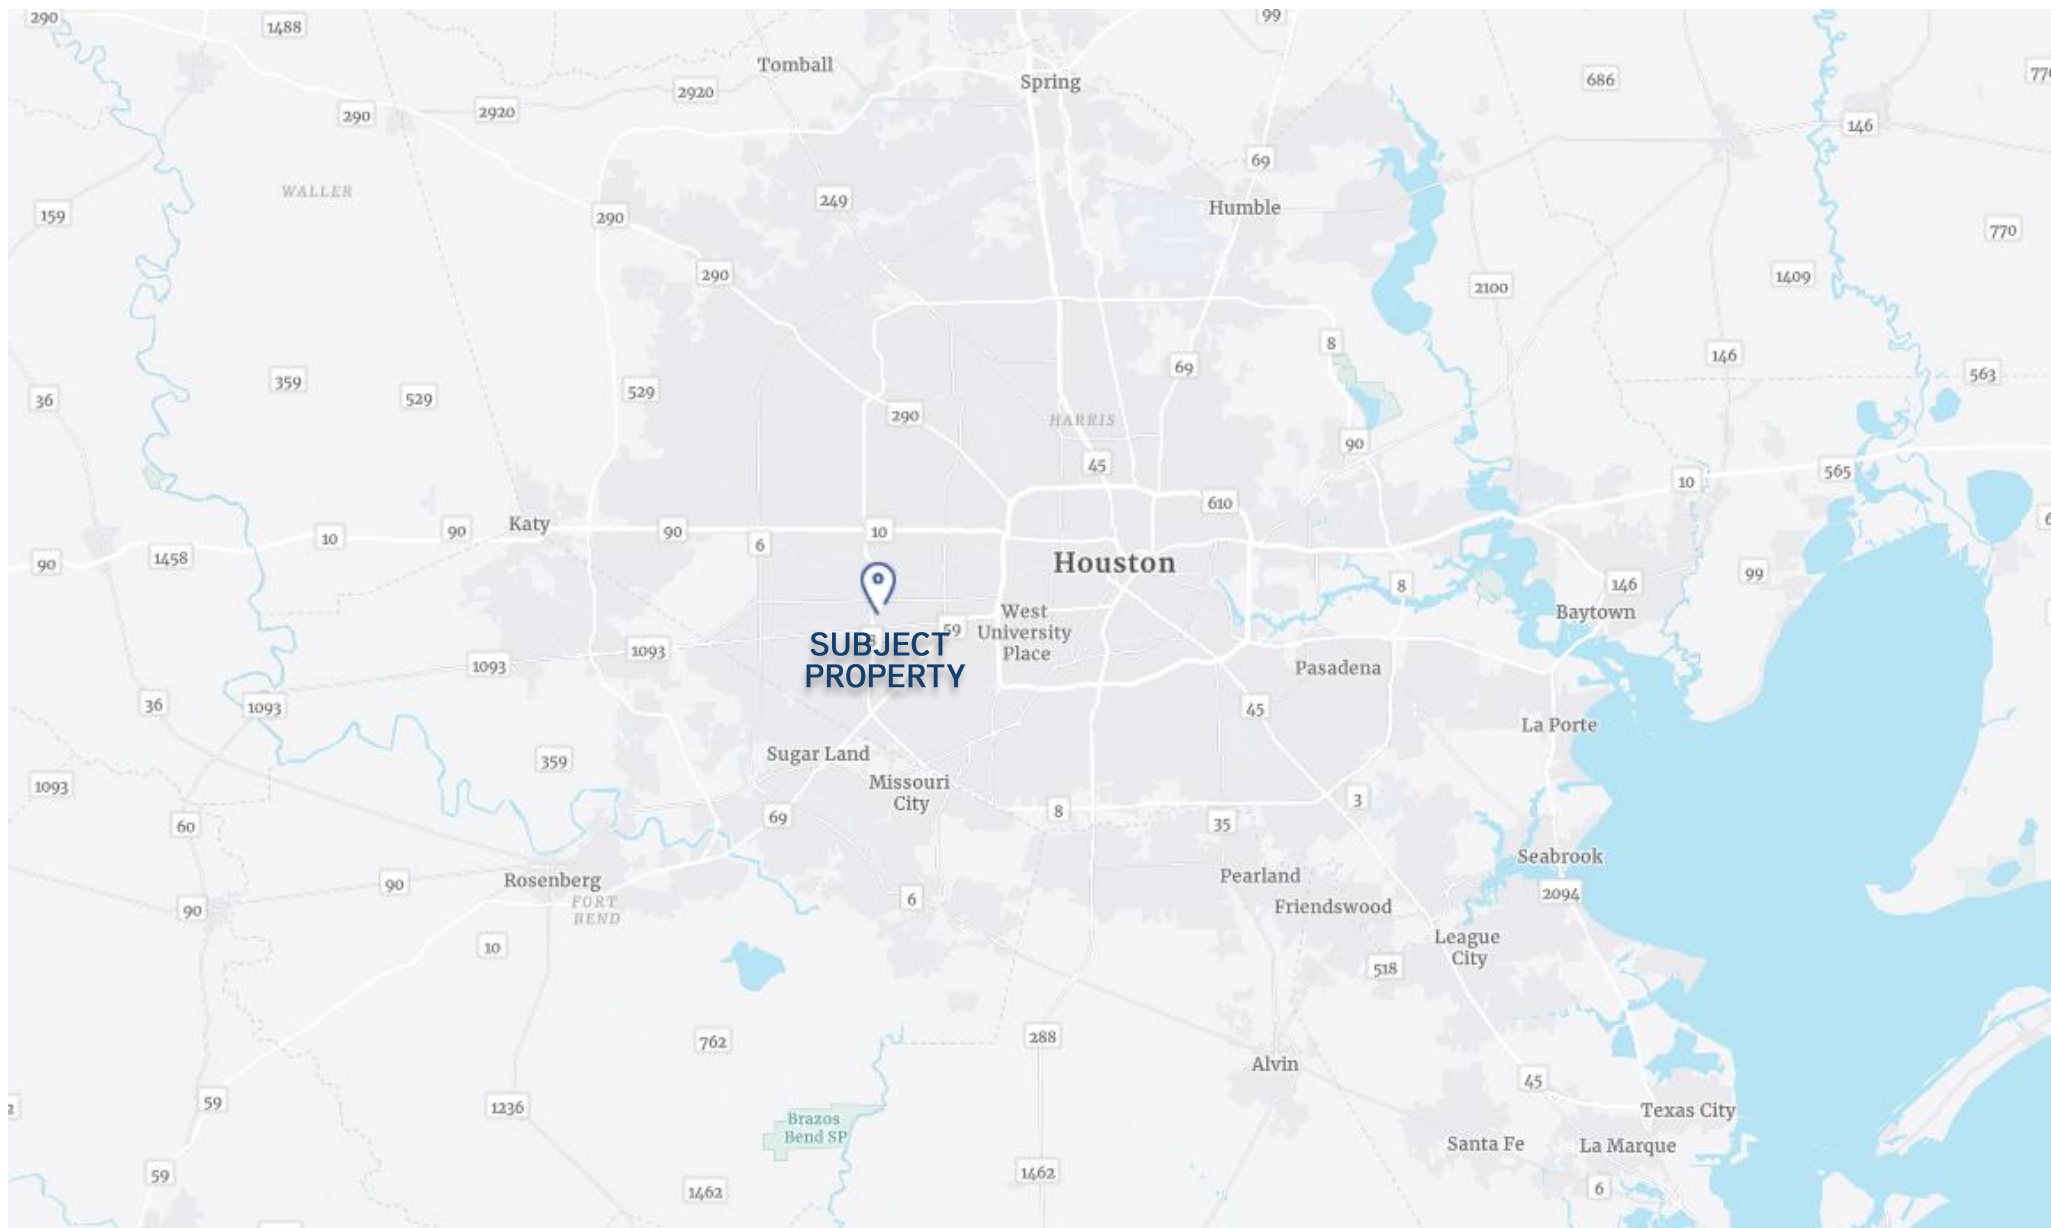 290
1488
99
Tomball
Spring
686
770
2920
2920
290
146
69
WALLER
249
159
290
Humble
770
290
2100
1409
8
146
69
359
529
529
563
36
290
HARRIS
90
45
565
10
610
Katy
90
90
10
10
6
1458
90
Houston
99
8
146
West
University
Place
Baytown
59
SUBJECT
PROPERTY
1093
1093
Pasadena
36
1093
45
La Porte
Sugar Land
359
Missouri
City
1093
3
8
69
35
60
Seabrook
Pearland
Rosenberg
90
2094
FORT
BEND
6
Friendswood
90
League
City
10
518
762
288
Alvin
45
59
1236
Texas City
Brazos
Bend SP
Santa Fe
La Marque
59
1462
1462
6